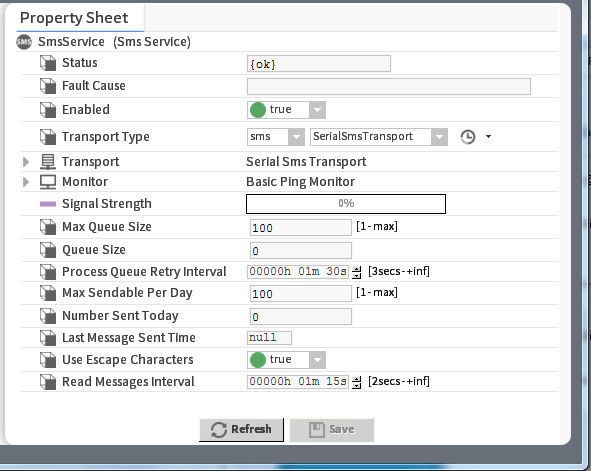 Property Sheet
SMS SmsService (Sms Service)
Status {ok}
Fault Cause
Enabled true
Transport Type sms SerialSmsTransport
Transport Serial Sms Transport
Monitor Basic Ping Monitor
Signal Strength 0%
Max Queue Size 100 [1-max]
Queue Size 0
Process Queue Retry Interval 00000h 01m 30s [3secs-+inf]
Max Sendable Per Day 100 [1-max]
Number Sent Today 0
Last Message Sent Time null
Use Escape Characters true
Read Messages Interval 00000h 01m 15s [2secs-+inf]
Refresh Save